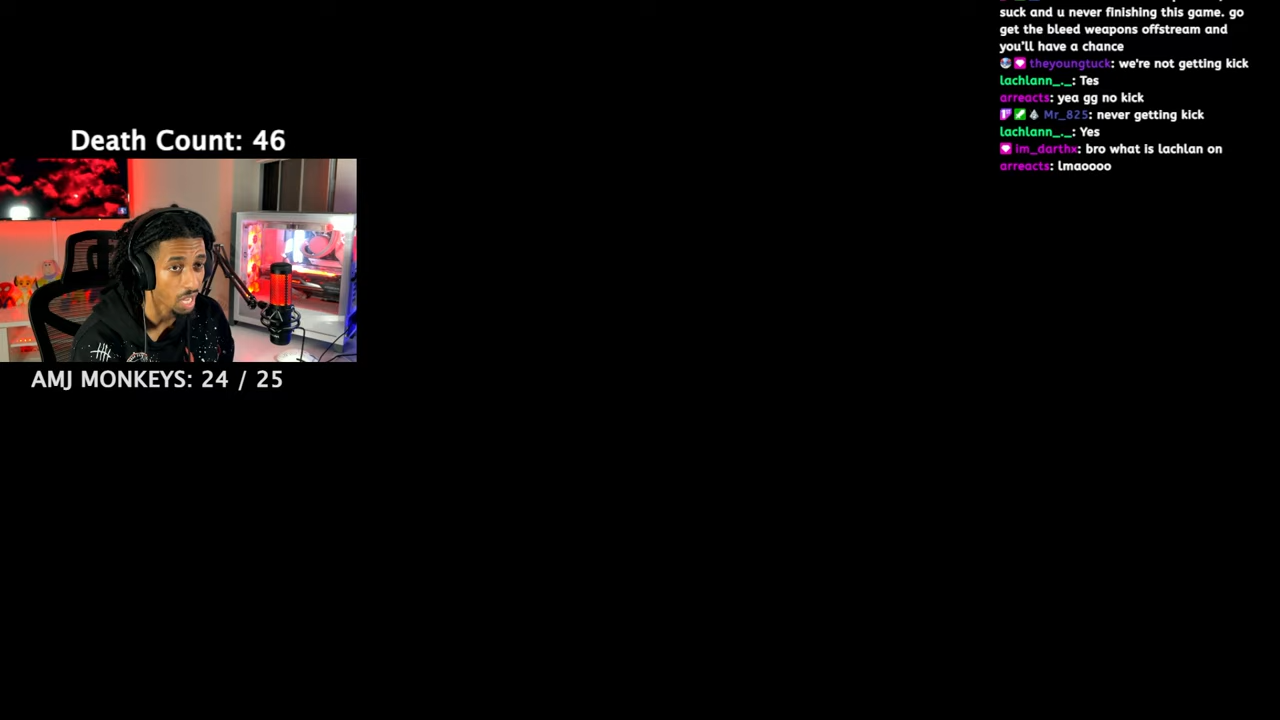 suck and u never finishing this game. go
get the bleed weapons offstream and
you'll have a chance
theyoungtuck: we're not getting kick
lachlann_._: Tes
arreacts: yea gg no kick
Mr_825: never getting kick
lachlann_._: Yes
im_darthx: bro what is lachlan on
arreacts: lmaoooo
Death Count: 46
AMJ MONKEYS: 24 / 25